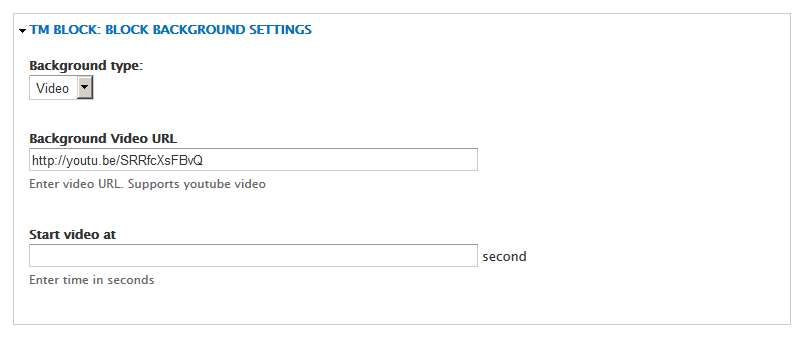 TM BLOCK: BLOCK BACKGROUND SETTINGS
Background type:
Video
Background Video URL
http://youtu.be/SRRfcXsFBvQ
Enter video URL. Supports youtube video
Start video at
second
Enter time in seconds